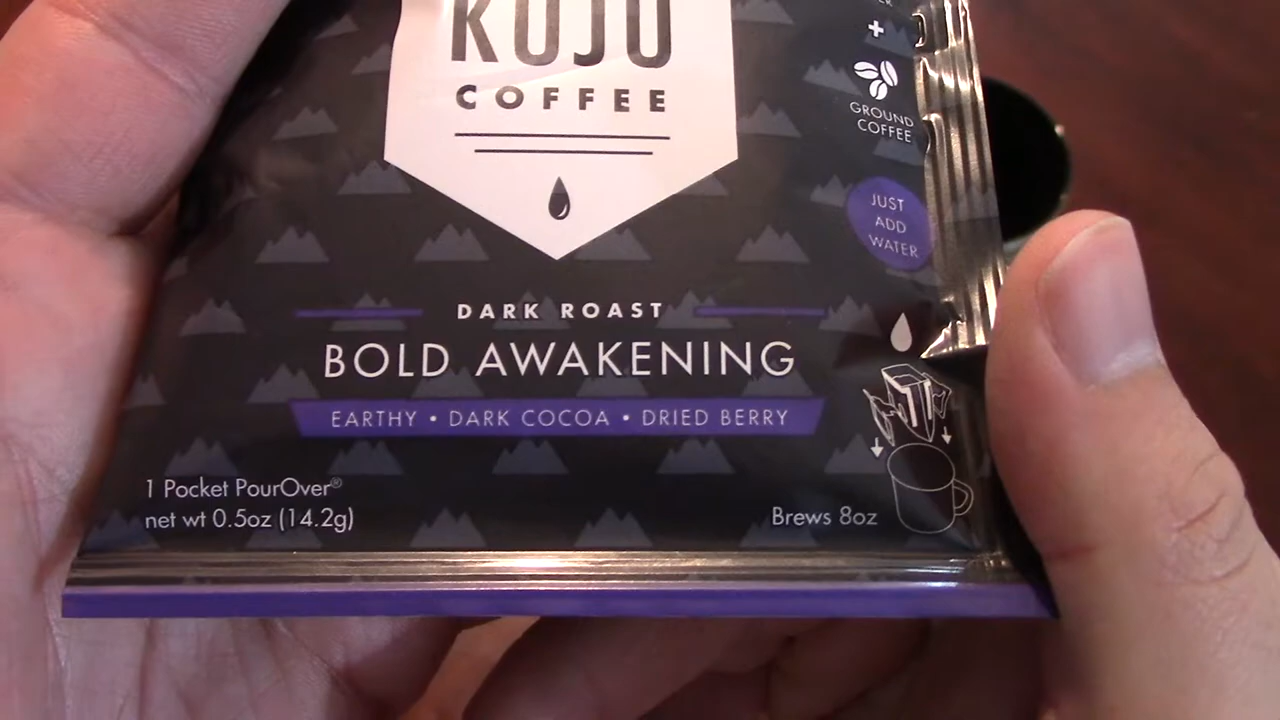 KUJU
COFFEE
+
GROUND
COFFEE
JUST
ADD
WATER
DARK ROAST
BOLD AWAKENING
EARTHY • DARK COCOA • DRIED BERRY
1 Pocket PourOver®
net wt 0.5oz (14.2g)
Brews 8oz